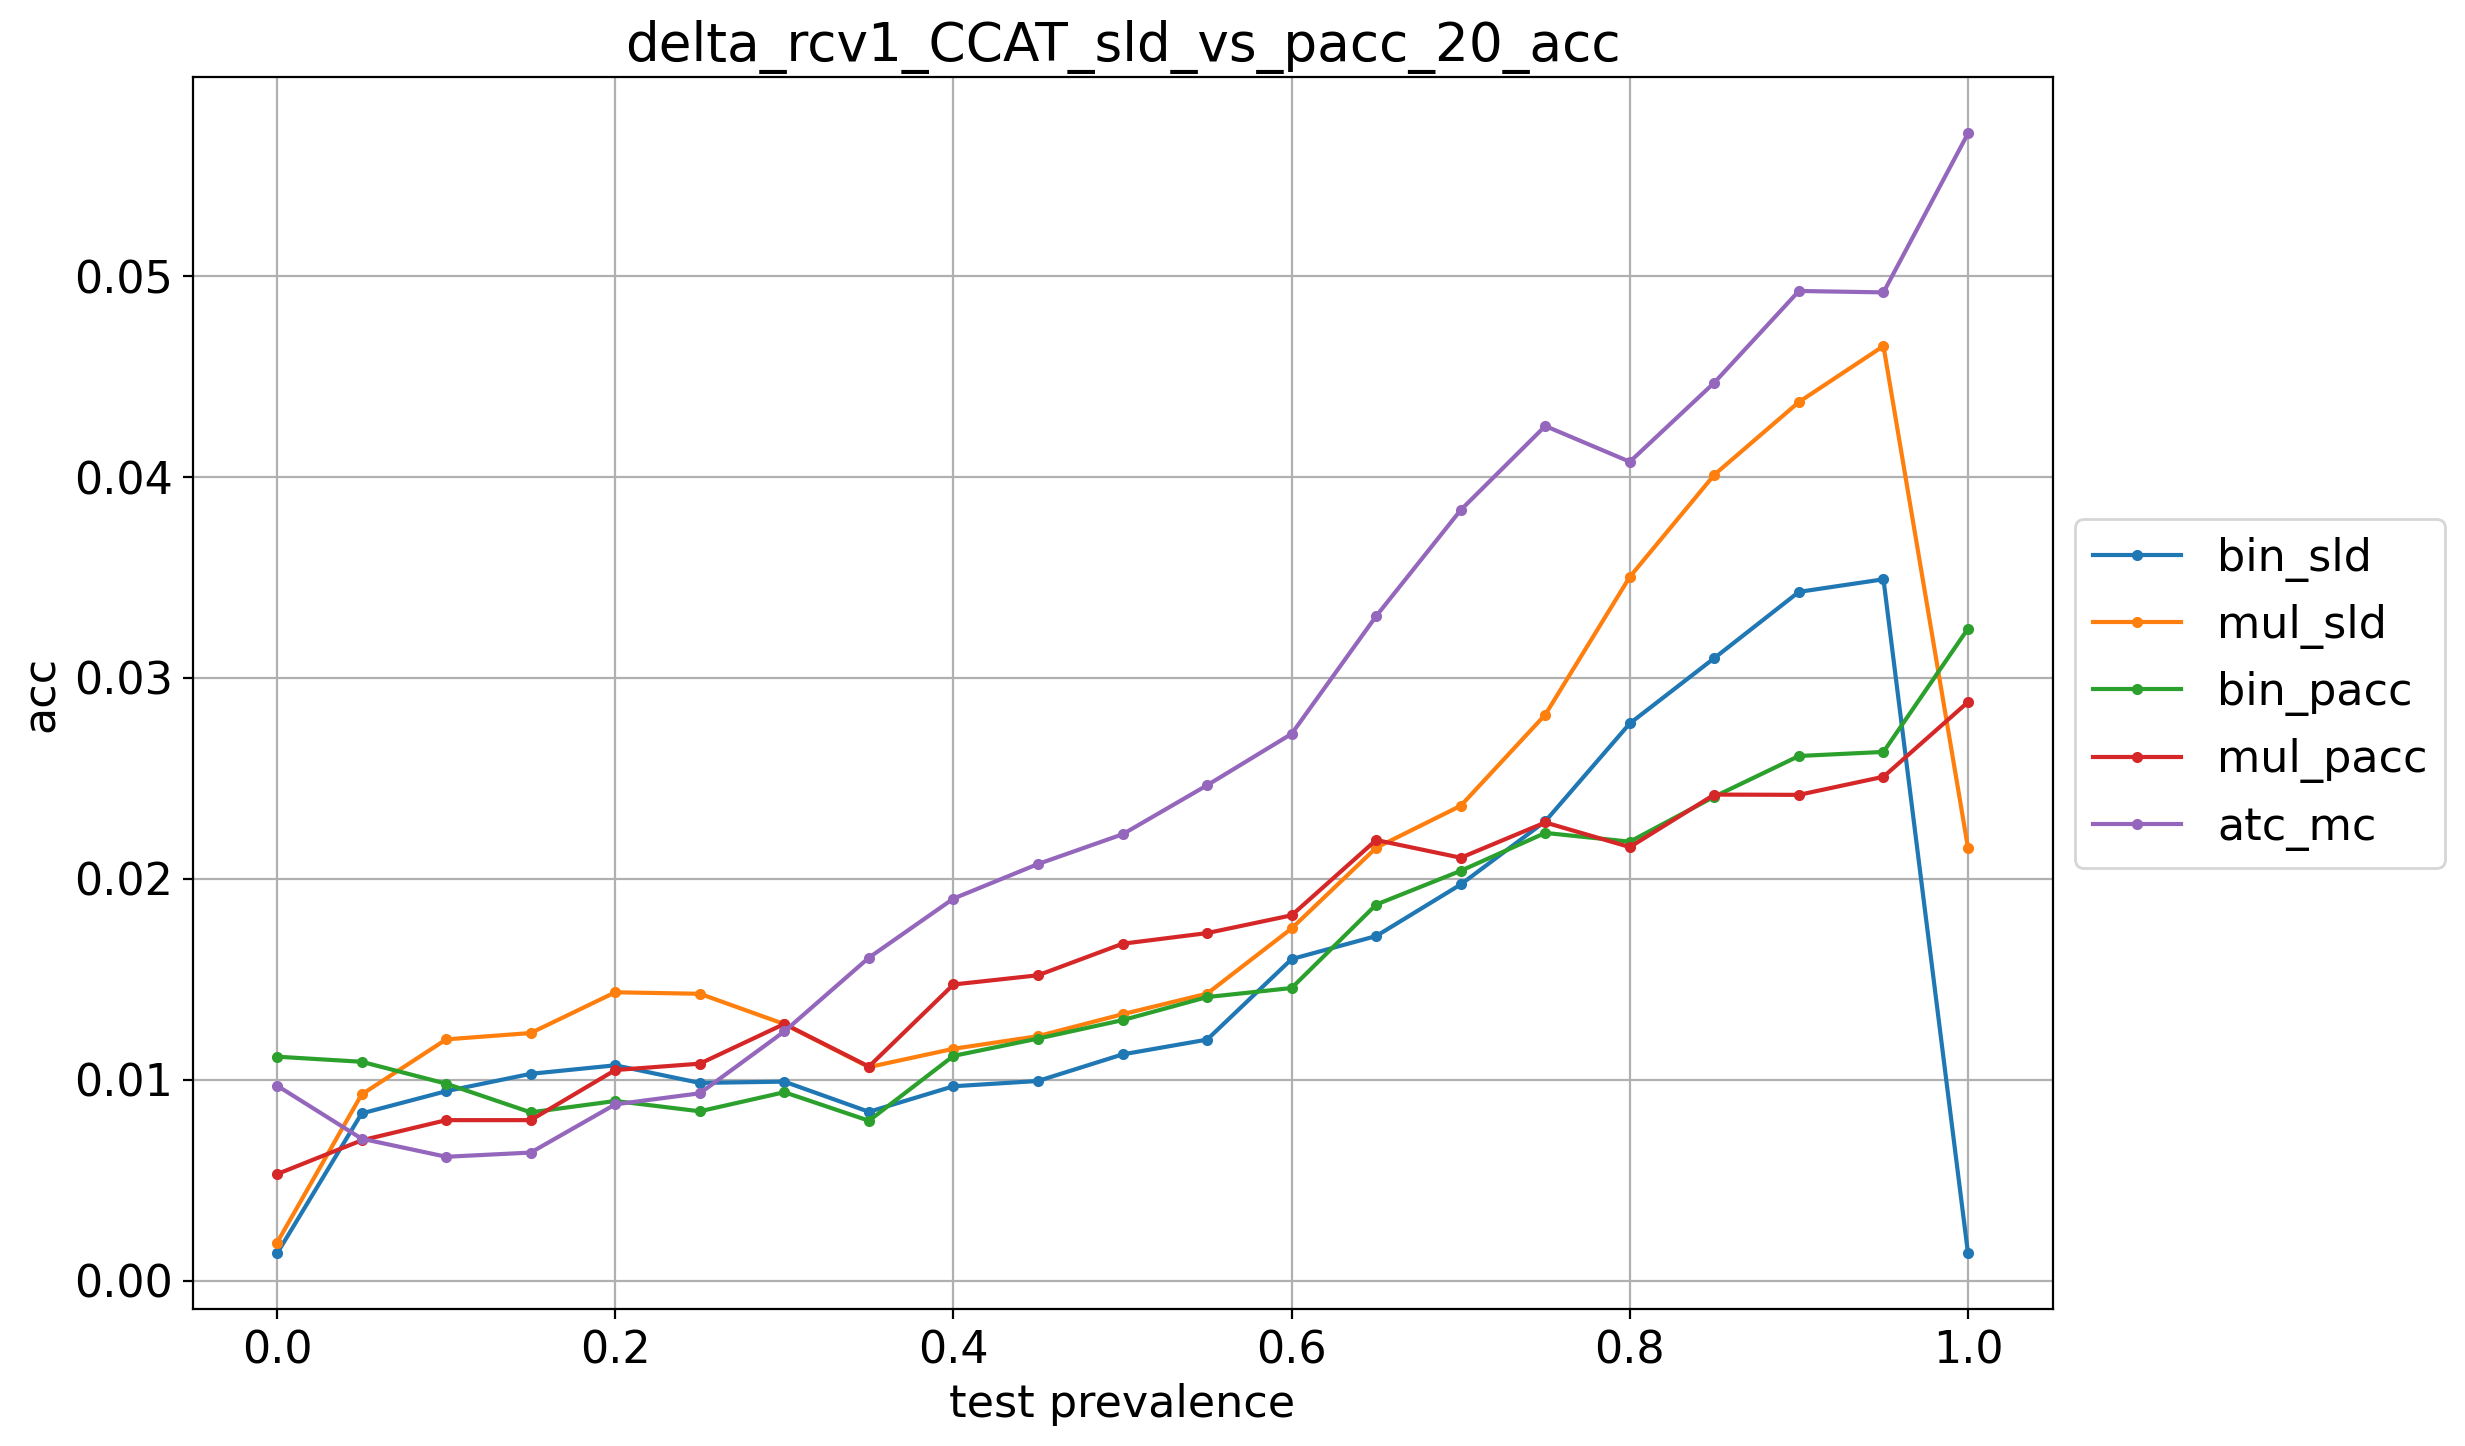 delta_rcv1_CCAT_sld_vs_pacc_20_acc
acc
0.05
0.04
0.03
0.02
0.01
0.00
0.0 0.2 0.4 0.6 0.8 1.0
test prevalence
bin_sld
mul_sld
bin_pacc
mul_pacc
atc_mc